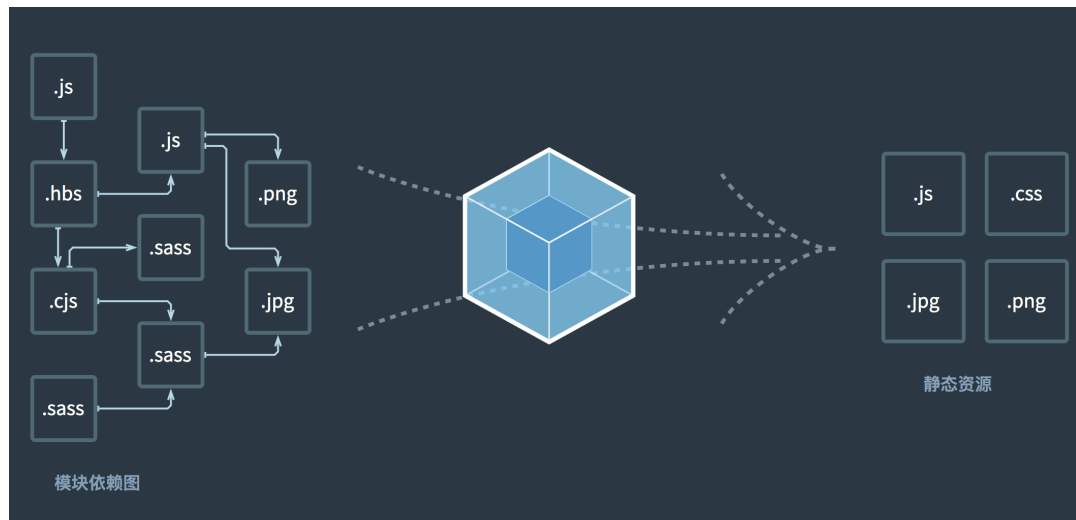 .js
.js
.hbs
.png
.sass
.cjs
.jpg
.sass
.sass
模块依赖图
.js
.css
.jpg
.png
静态资源